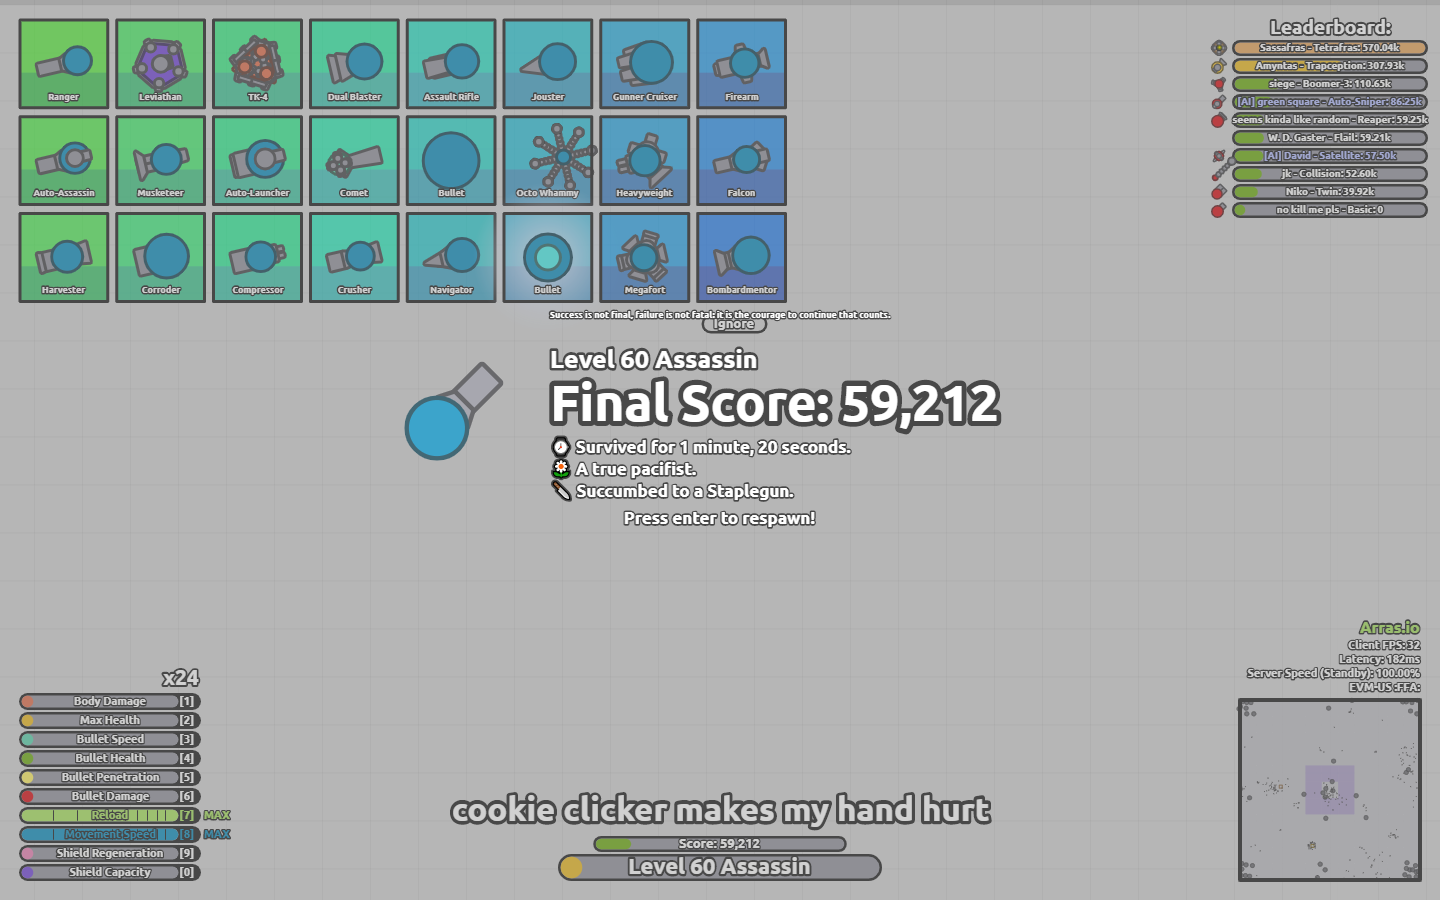 Ranger
Leviathan
TK-4
Dual Blaster
Assault Rifle
Jouster
Gunner Cruiser
Firearm
Auto-Assassin
Musketeer
Auto-Launcher
Comet
Bullet
Octo Whammy
Heavyweight
Falcon
Harvester
Corroder
Compressor
Crusher
Navigator
Bullet
Megafort
Bombardmentor
Leaderboard:
Sassafras - Tetrafras: 570.04k
Amyntas - Trapception: 307.93k
siege - Boomer-3: 110.65k
[AI] green square - Auto-Sniper: 86.25k
seems kinda like random - Reaper: 59.25k
W. D. Gaster - Flail: 59.21k
[AI] David - Satellite: 57.50k
jk - Collision: 52.60k
Niko - Twin: 39.92k
no kill me pls - Basic: 0
Success is not final, failure is not fatal: it is the courage to continue that counts.
Ignore
Level 60 Assassin
Final Score: 59,212
Survived for 1 minute, 20 seconds.
A true pacifist.
Succumbed to a Staplegun.
Press enter to respawn!
x24
Body Damage [1]
Max Health [2]
Bullet Speed [3]
Bullet Health [4]
Bullet Penetration [5]
Bullet Damage [6]
Reload [7] MAX
Movement Speed [8] MAX
Shield Regeneration [9]
Shield Capacity [0]
cookie clicker makes my hand hurt
Score: 59,212
Level 60 Assassin
Arras.io
Client FPS: 32
Latency: 182ms
Server Speed (Standby): 100.00%
EVM-US :FFA: